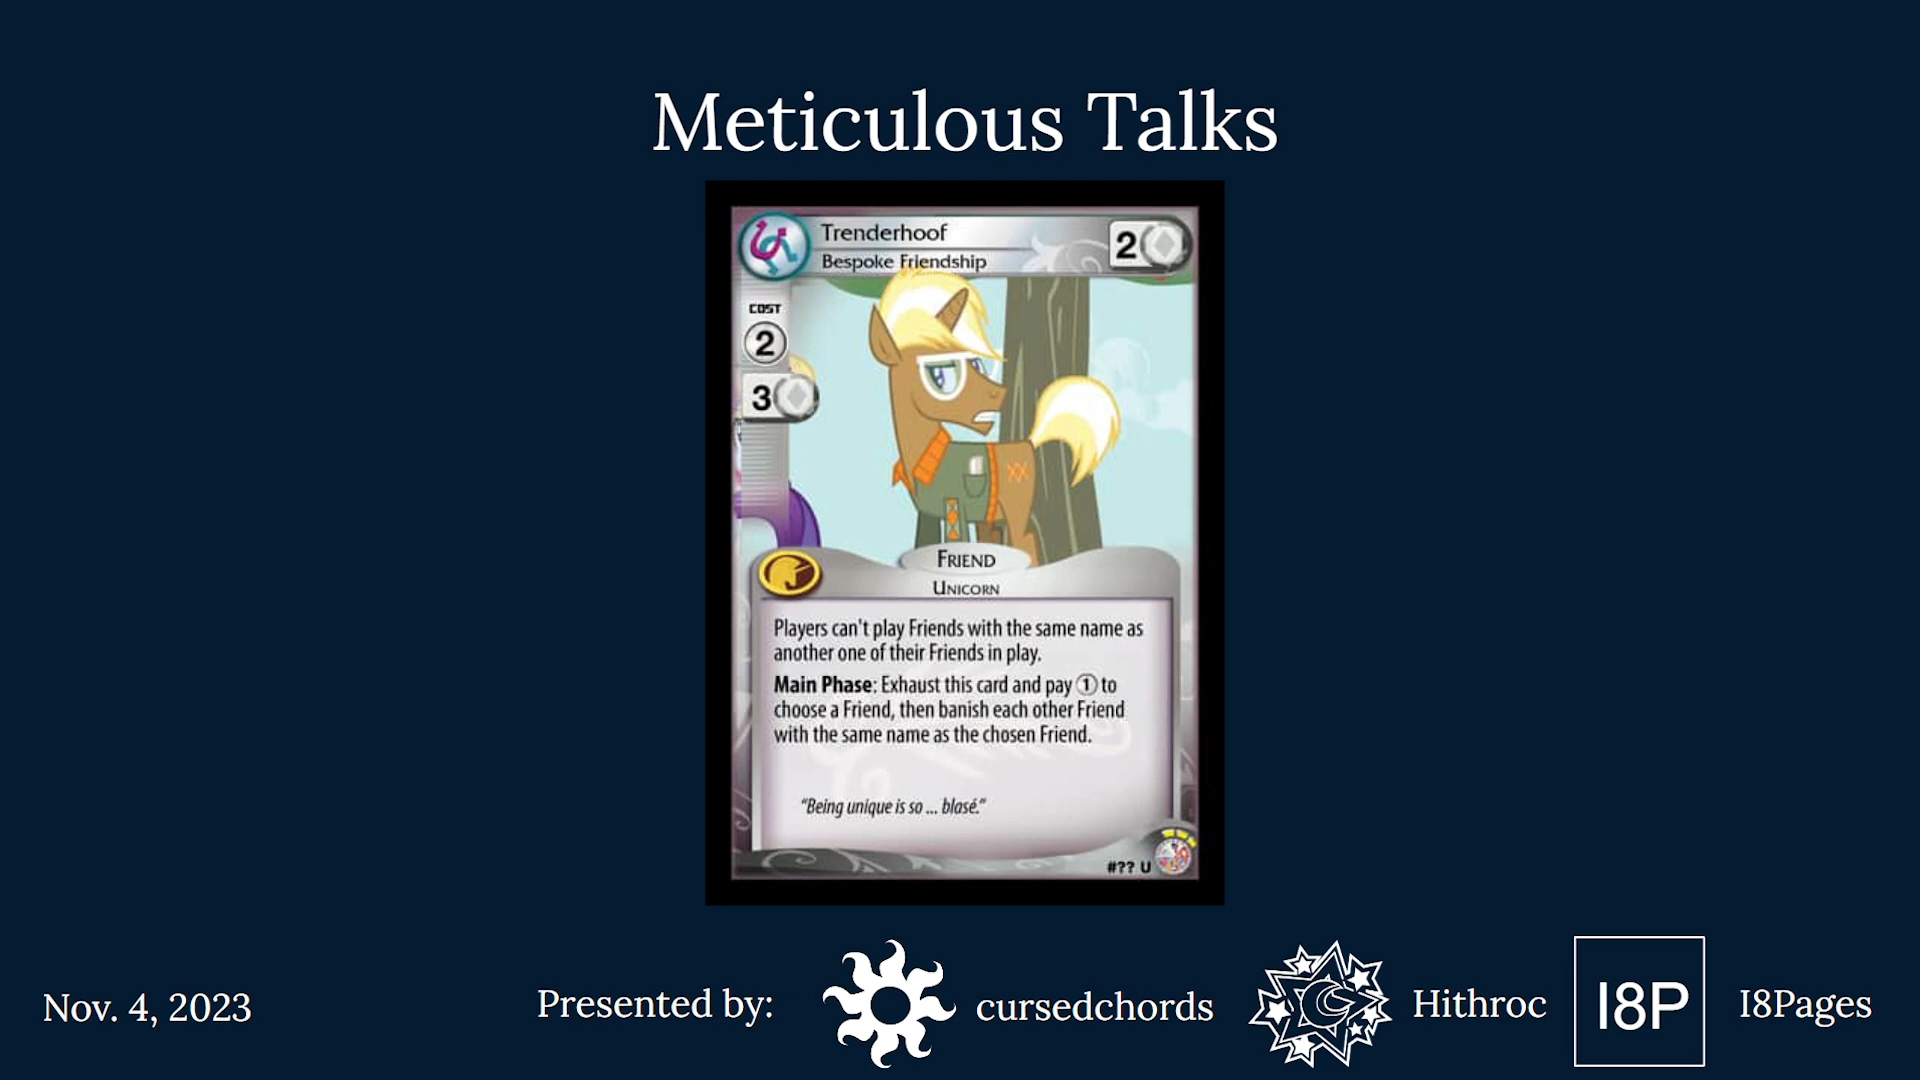 Meticulous Talks
Trenderhoof
Bespoke Friendship
2
COST
2
3
FRIEND
UNICORN
Players can't play Friends with the same name as
another one of their Friends in play.
Main Phase: Exhaust this card and pay 1 to
choose a Friend, then banish each other Friend
with the same name as the chosen Friend.
“Being unique is so ... blasé.”
#?? U
Nov. 4, 2023
Presented by:
cursedchords
Hithroc
I8P
I8Pages